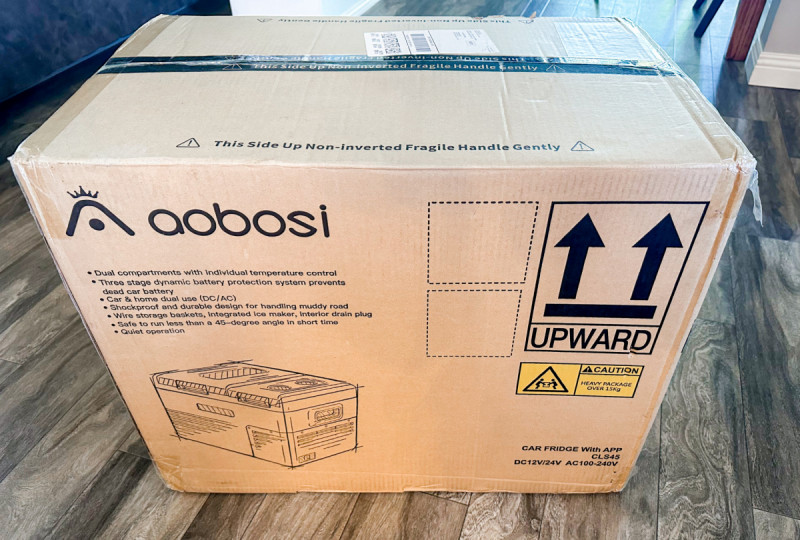 This Side Up Non-inverted Fragile Handle Gently
This Side Up Non-inverted Fragile Handle Gently
aobosi
• Dual compartments with individual temperature control
• Three stage dynamic battery protection system prevents
dead car battery
• Car & home dual use (DC/AC)
• Shockproof and durable design for handling muddy road
• Wire storage baskets, integrated ice maker, Interior drain plug
• Safe to run less than a 45-degree angle in short time
• Quiet operation
UPWARD
CAUTION
HEAVY PACKAGE
OVER 15Kg
CAR FRIDGE With APP
CLS45
DC12V/24V AC100-240V